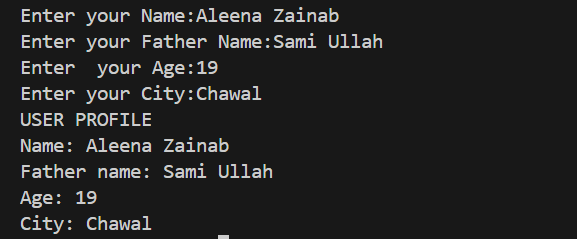 Enter your Name:Aleena Zainab
Enter your Father Name:Sami Ullah
Enter  your Age:19
Enter your City:Chawal
USER PROFILE
Name: Aleena Zainab
Father name: Sami Ullah
Age: 19
City: Chawal